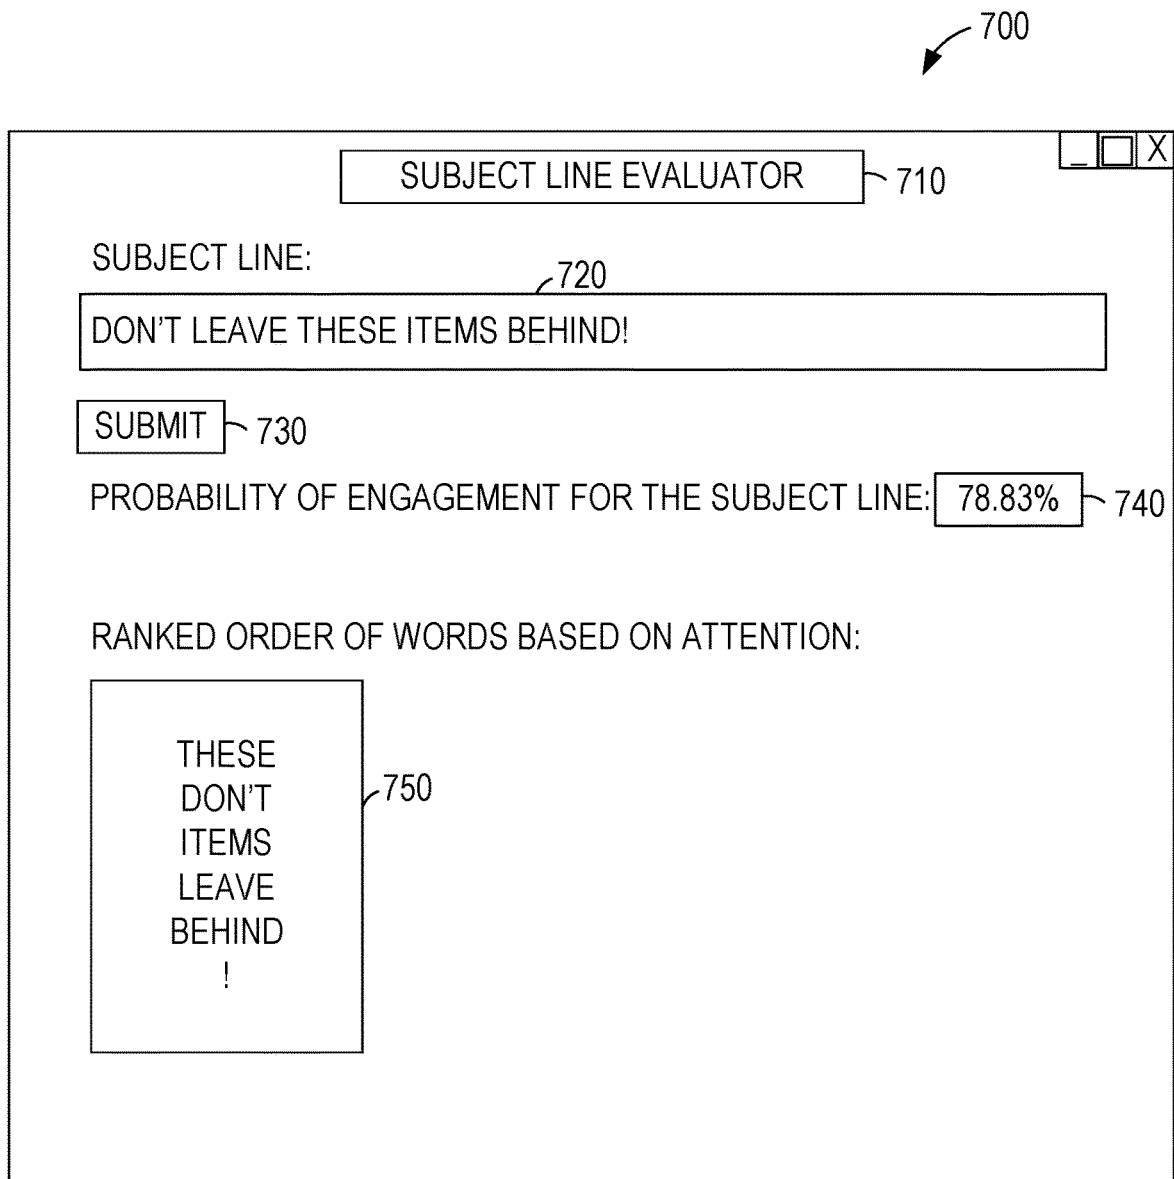 700
_ X
SUBJECT LINE EVALUATOR 710
SUBJECT LINE:
720
DON'T LEAVE THESE ITEMS BEHIND!
SUBMIT 730
PROBABILITY OF ENGAGEMENT FOR THE SUBJECT LINE: 78.83% 740
RANKED ORDER OF WORDS BASED ON ATTENTION:
THESE
DON'T 750
ITEMS
LEAVE
BEHIND
!